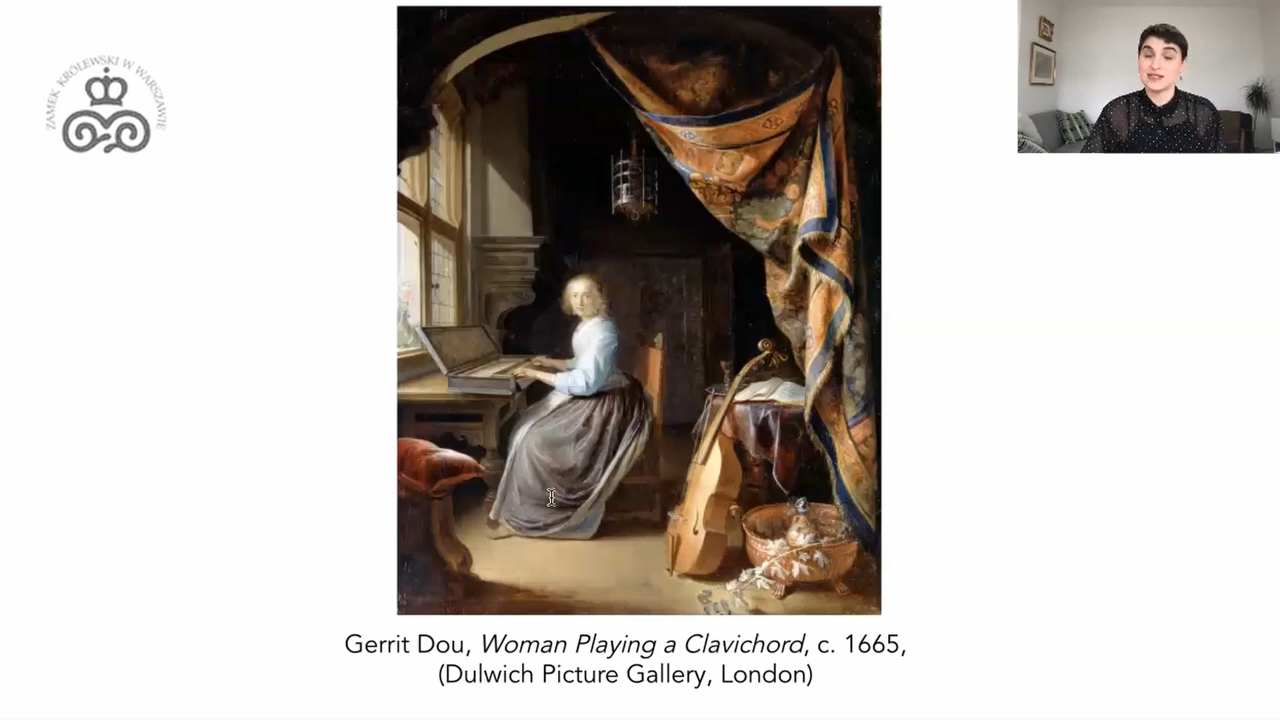 ZAMEK KRÓLEWSKI W WARSZAWIE
Gerrit Dou, Woman Playing a Clavichord, c. 1665,
(Dulwich Picture Gallery, London)